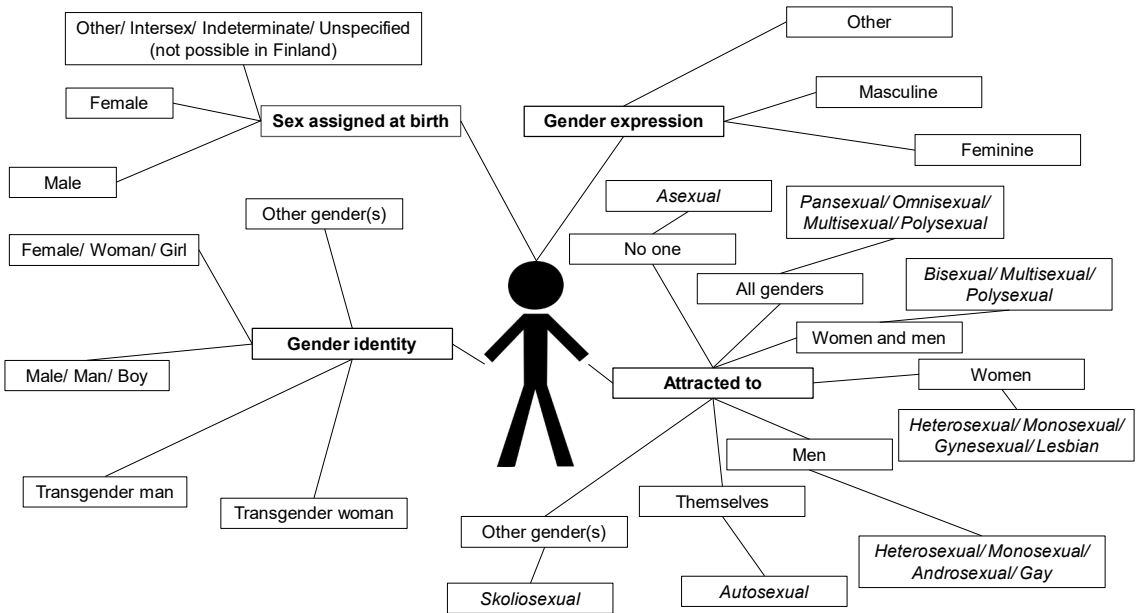 Other/ Intersex/ Indeterminate/ Unspecified
(not possible in Finland)
Female
Male
Sex assigned at birth
Other
Gender expression
Masculine
Feminine
Other gender(s)
Female/ Woman/ Girl
Gender identity
Male/ Man/ Boy
Transgender man
Transgender woman
Asexual
No one
Pansexual/ Omnisexual/
Multisexual/ Polysexual
All genders
Bisexual/ Multisexual/
Polysexual
Women and men
Attracted to
Women
Heterosexual/ Monosexual/
Gynesexual/ Lesbian
Men
Heterosexual/ Monosexual/
Androsexual/ Gay
Themselves
Autosexual
Other gender(s)
Skoliosexual